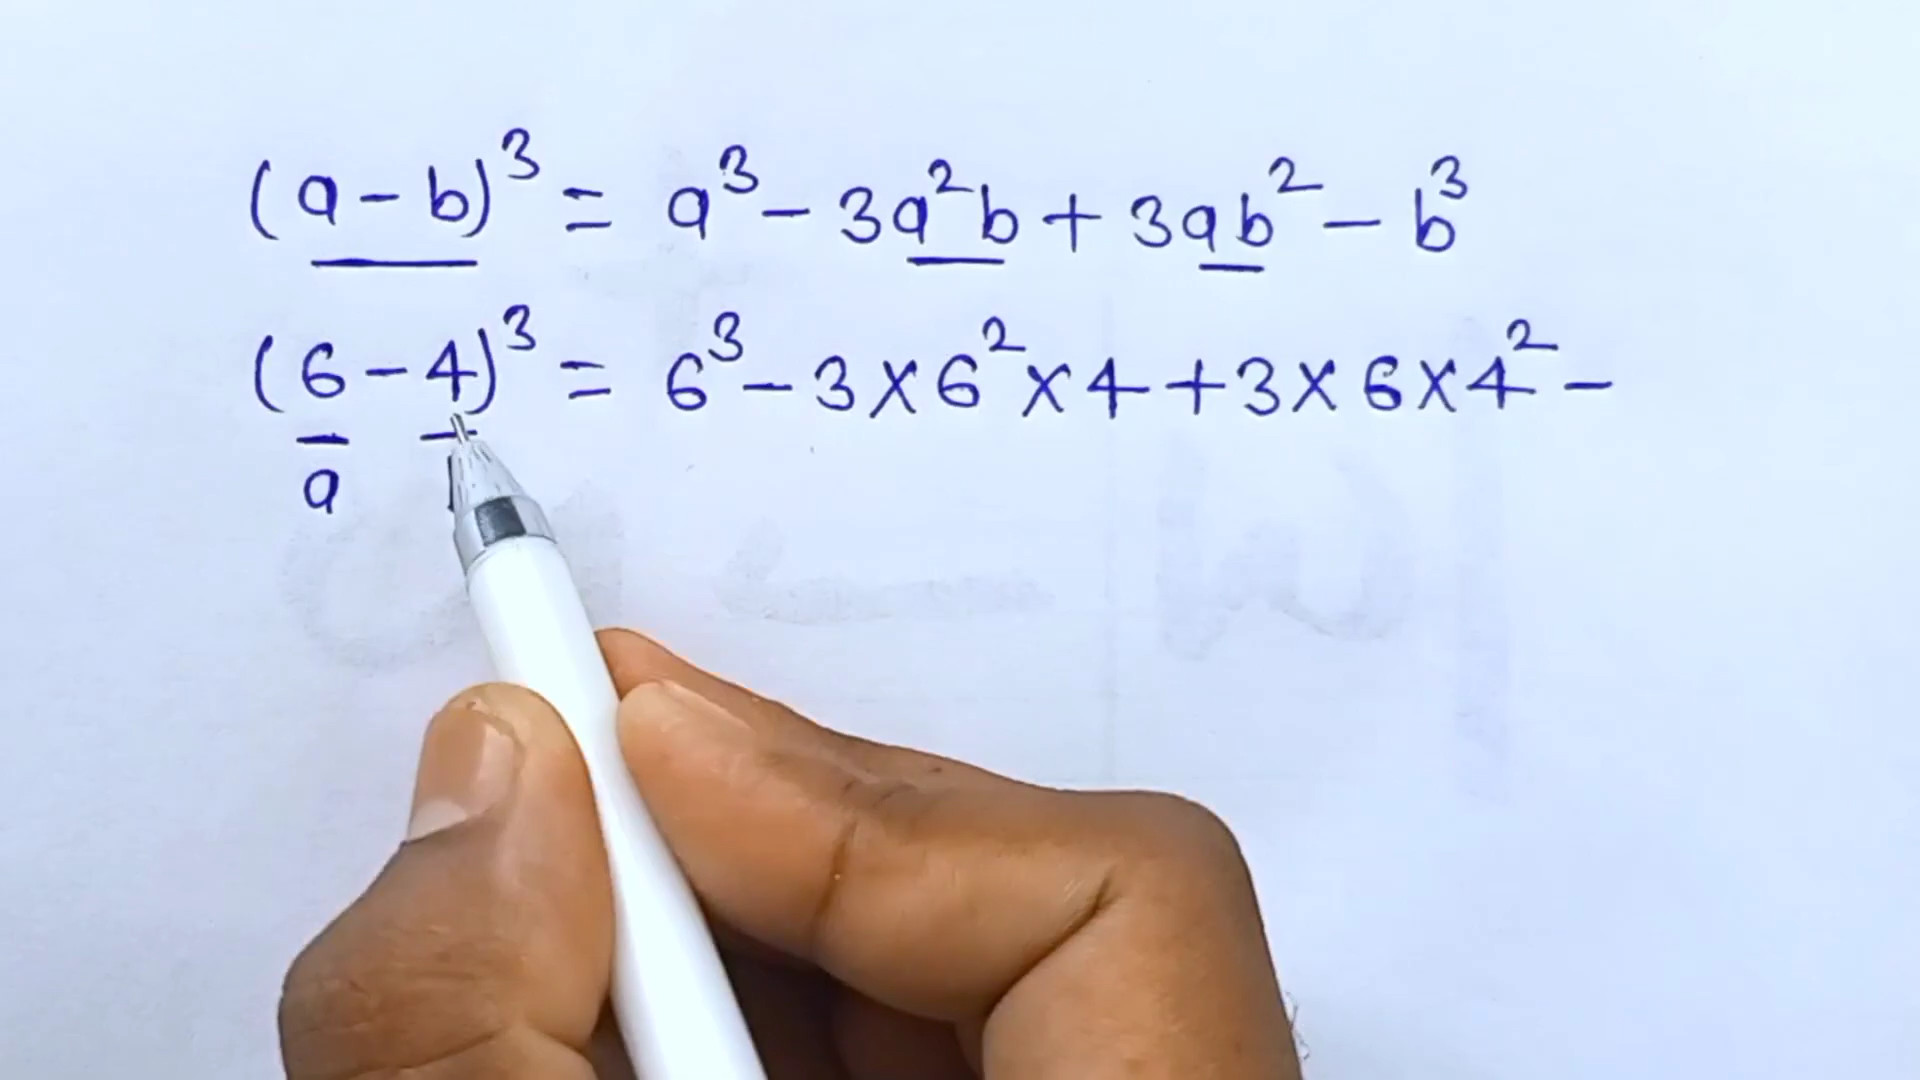 (a-b)³ = a³ - 3a²b + 3ab² - b³
(6-4)³ = 6³ - 3×6²×4 + 3×6×4² -
a